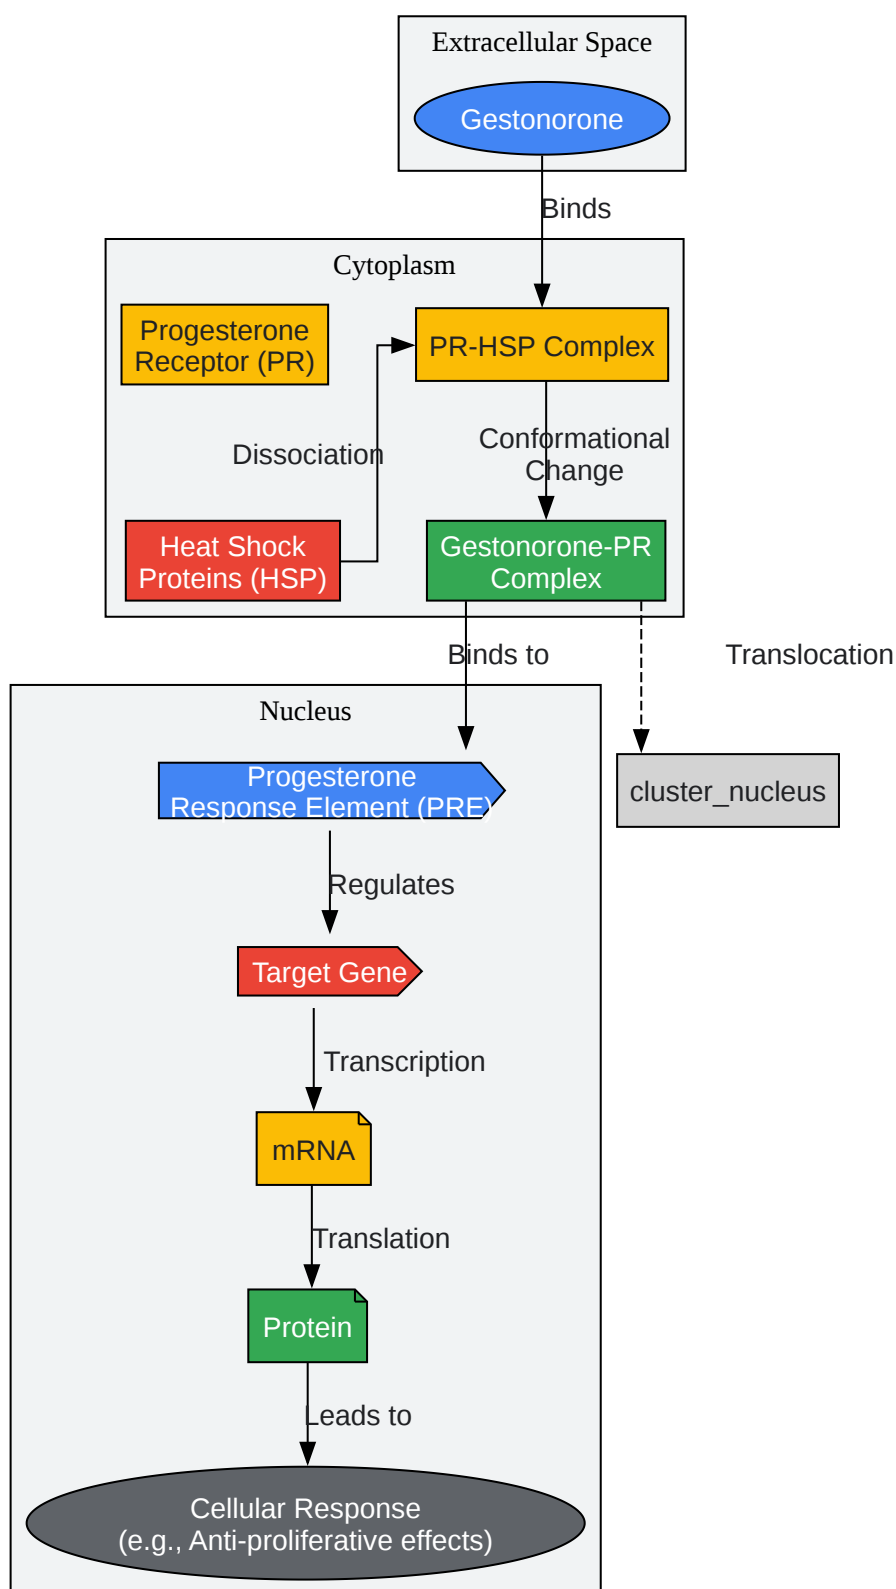 Extracellular Space
Gestonorone
Binds
Cytoplasm
Progesterone
Receptor (PR)
PR-HSP Complex
Dissociation
Conformational
Change
Heat Shock
Proteins (HSP)
Gestonorone-PR
Complex
Binds to
Translocation
Nucleus
Progesterone
Response Element (PRE)
cluster_nucleus
Regulates
Target Gene
Transcription
mRNA
Translation
Protein
Leads to
Cellular Response
(e.g., Anti-proliferative effects)